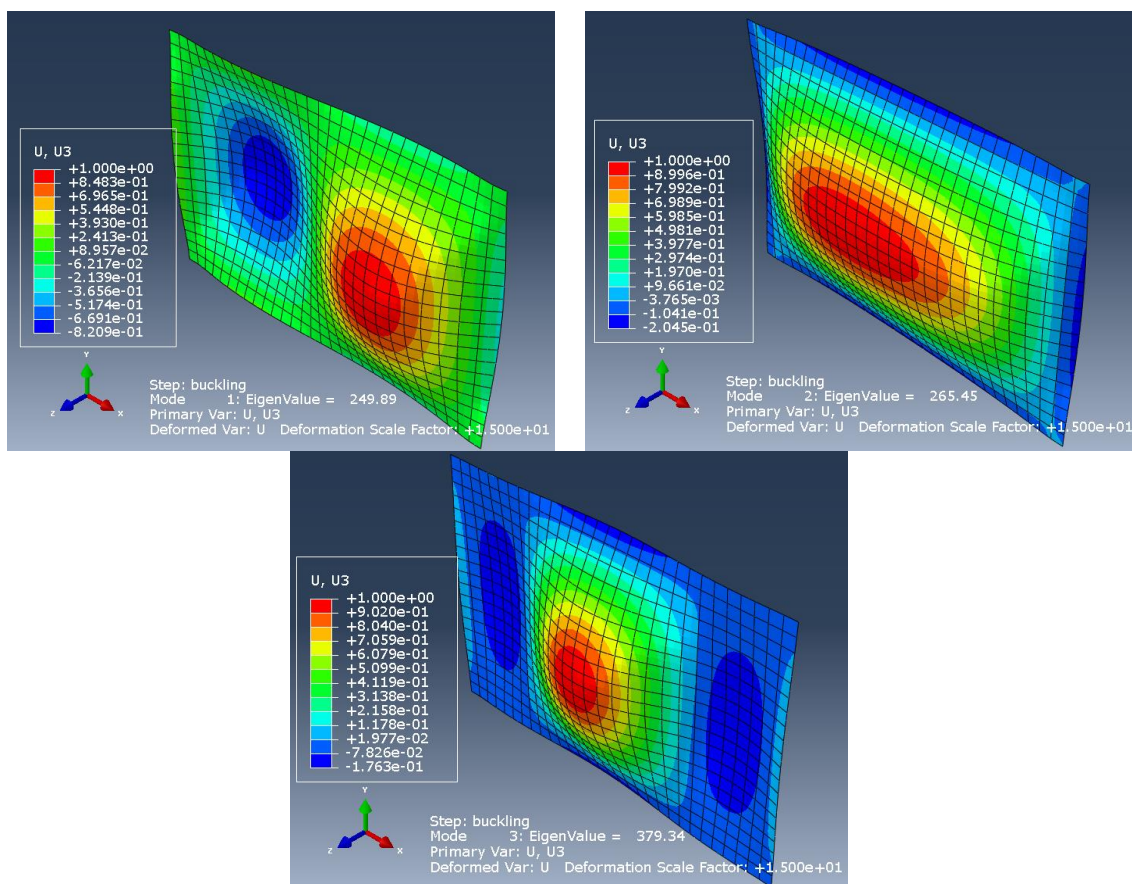 U, U3
+1.000e+00
+8.483e-01
+6.965e-01
+5.448e-01
+3.930e-01
+2.413e-01
+8.957e-02
-6.217e-02
-2.139e-01
-3.656e-01
-5.174e-01
-6.691e-01
-8.209e-01
Y
Z X
Step: buckling
Mode 1: EigenValue = 249.89
Primary Var: U, U3
Deformed Var: U Deformation Scale Factor: +1.500e+01
U, U3
+1.000e+00
+8.996e-01
+7.992e-01
+6.989e-01
+5.985e-01
+4.981e-01
+3.977e-01
+2.974e-01
+1.970e-01
+9.661e-02
-3.765e-03
-1.041e-01
-2.045e-01
Y
Z X
Step: buckling
Mode 2: EigenValue = 265.45
Primary Var: U, U3
Deformed Var: U Deformation Scale Factor: +1.500e+01
U, U3
+1.000e+00
+9.020e-01
+8.040e-01
+7.059e-01
+6.079e-01
+5.099e-01
+4.119e-01
+3.138e-01
+2.158e-01
+1.178e-01
+1.977e-02
-7.826e-02
-1.763e-01
Y
Z X
Step: buckling
Mode 3: EigenValue = 379.34
Primary Var: U, U3
Deformed Var: U Deformation Scale Factor: +1.500e+01